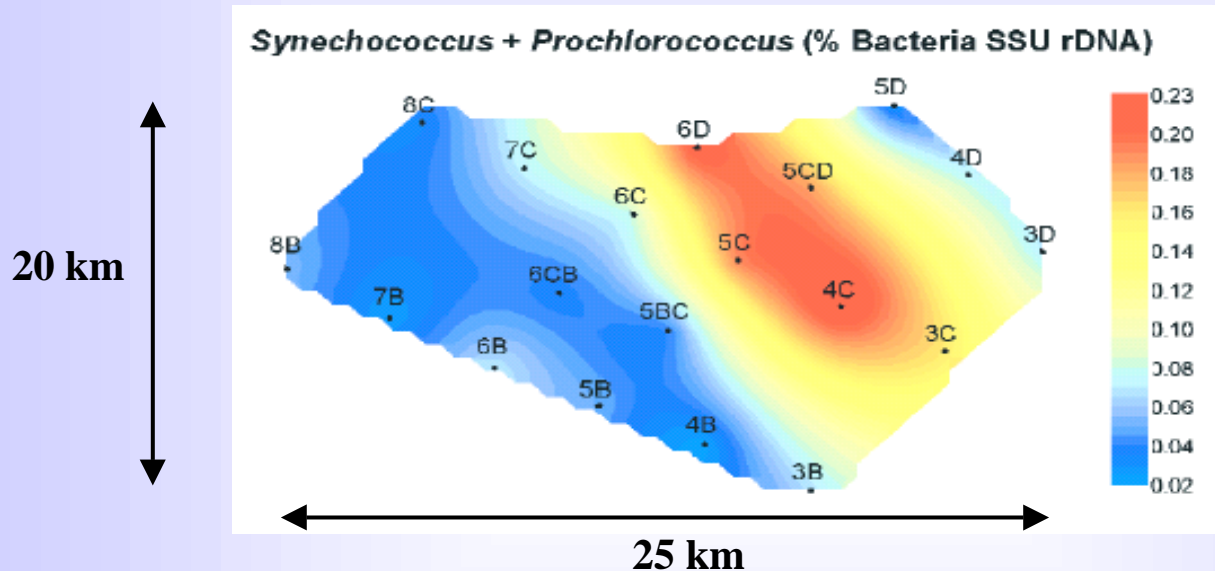 Synechococcus + Prochlorococcus (% Bacteria SSU rDNA)
5D
8C
6D
7C
5CD
4D
6C
3D
5C
8B
6CB
4C
7B
5BC
3C
6B
5B
4B
3B
0.23
0.20
0.18
0.16
0.14
0.12
0.10
0.08
0.06
0.04
0.02
20 km
25 km